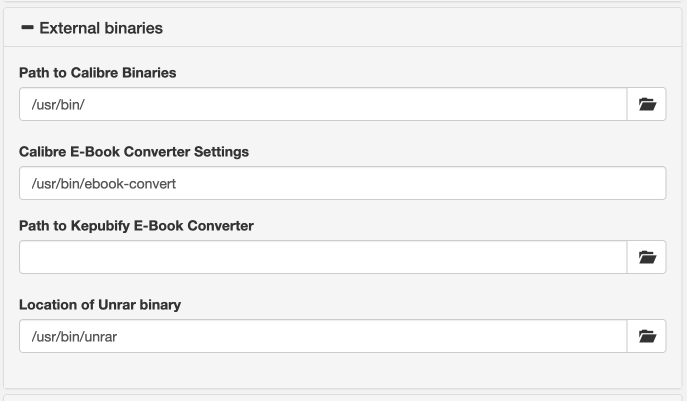 External binaries
Path to Calibre Binaries
/usr/bin/
Calibre E-Book Converter Settings
/usr/bin/ebook-convert
Path to Kepubify E-Book Converter
Location of Unrar binary
/usr/bin/unrar